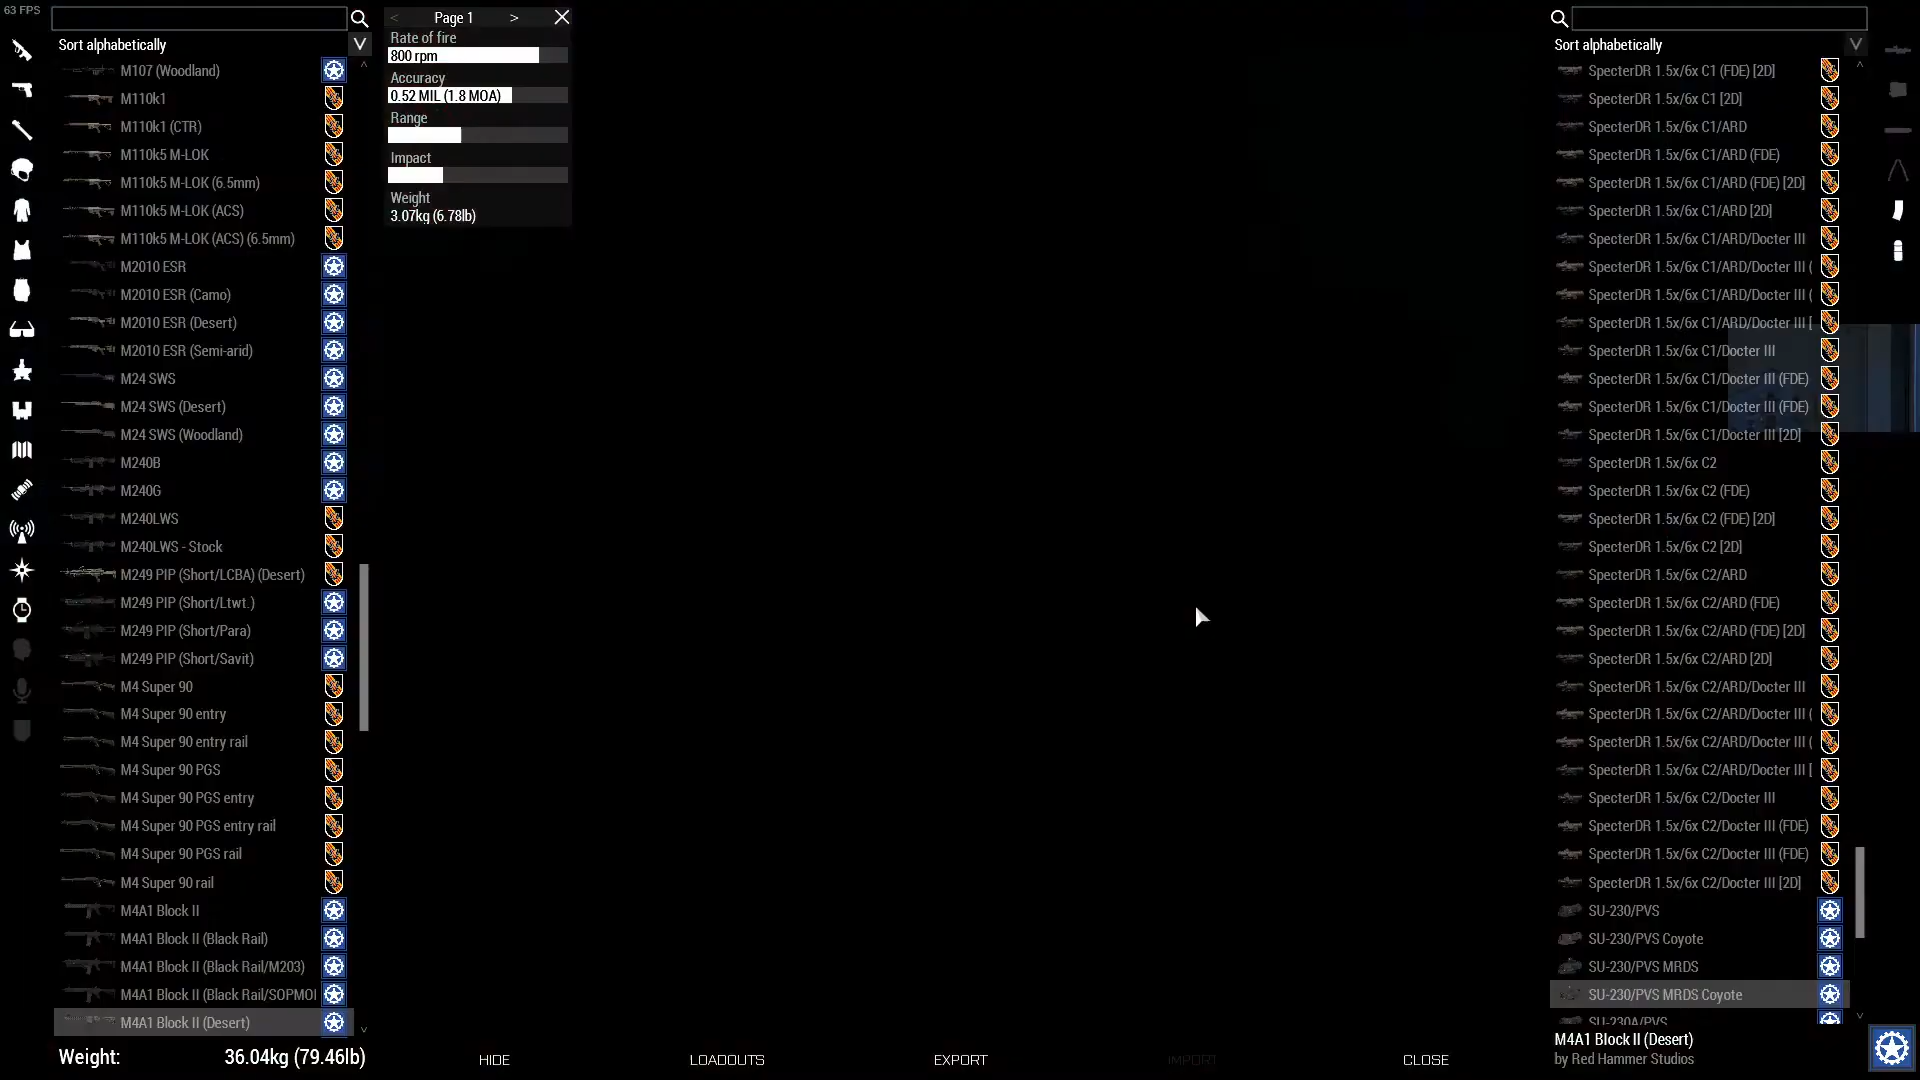 63 FPS
Sort alphabetically
V
M107 (Woodland)
M110k1
M110k1 (CTR)
M110k5 M-LOK
M110k5 M-LOK (6.5mm)
M110k5 M-LOK (ACS)
M110k5 M-LOK (ACS) (6.5mm)
M2010 ESR
M2010 ESR (Camo)
M2010 ESR (Desert)
M2010 ESR (Semi-arid)
M24 SWS
M24 SWS (Desert)
M24 SWS (Woodland)
M240B
M240G
M240LWS
M240LWS - Stock
M249 PIP (Short/LCBA) (Desert)
M249 PIP (Short/Ltwt.)
M249 PIP (Short/Para)
M249 PIP (Short/Savit)
M4 Super 90
M4 Super 90 entry
M4 Super 90 entry rail
M4 Super 90 PGS
M4 Super 90 PGS entry
M4 Super 90 PGS entry rail
M4 Super 90 PGS rail
M4 Super 90 rail
M4A1 Block II
M4A1 Block II (Black Rail)
M4A1 Block II (Black Rail/M203)
M4A1 Block II (Black Rail/SOPMOI
M4A1 Block II (Desert)
Weight: 36.04kg (79.46lb)
< Page 1 > X
Rate of fire
800 rpm
Accuracy
0.52 MIL (1.8 MOA)
Range
Impact
Weight
3.07kg (6.78lb)
HIDE
LOADOUTS
EXPORT
IMPORT
CLOSE
Sort alphabetically
V
SpecterDR 1.5x/6x C1 (FDE) [2D]
SpecterDR 1.5x/6x C1 [2D]
SpecterDR 1.5x/6x C1/ARD
SpecterDR 1.5x/6x C1/ARD (FDE)
SpecterDR 1.5x/6x C1/ARD (FDE) [2D]
SpecterDR 1.5x/6x C1/ARD [2D]
SpecterDR 1.5x/6x C1/ARD/Docter III
SpecterDR 1.5x/6x C1/ARD/Docter III (
SpecterDR 1.5x/6x C1/ARD/Docter III (
SpecterDR 1.5x/6x C1/ARD/Docter III [
SpecterDR 1.5x/6x C1/Docter III
SpecterDR 1.5x/6x C1/Docter III (FDE)
SpecterDR 1.5x/6x C1/Docter III (FDE)
SpecterDR 1.5x/6x C1/Docter III [2D]
SpecterDR 1.5x/6x C2
SpecterDR 1.5x/6x C2 (FDE)
SpecterDR 1.5x/6x C2 (FDE) [2D]
SpecterDR 1.5x/6x C2 [2D]
SpecterDR 1.5x/6x C2/ARD
SpecterDR 1.5x/6x C2/ARD (FDE)
SpecterDR 1.5x/6x C2/ARD (FDE) [2D]
SpecterDR 1.5x/6x C2/ARD [2D]
SpecterDR 1.5x/6x C2/ARD/Docter III
SpecterDR 1.5x/6x C2/ARD/Docter III (
SpecterDR 1.5x/6x C2/ARD/Docter III (
SpecterDR 1.5x/6x C2/ARD/Docter III [
SpecterDR 1.5x/6x C2/Docter III
SpecterDR 1.5x/6x C2/Docter III (FDE)
SpecterDR 1.5x/6x C2/Docter III (FDE)
SpecterDR 1.5x/6x C2/Docter III [2D]
SU-230/PVS
SU-230/PVS Coyote
SU-230/PVS MRDS
SU-230/PVS MRDS Coyote
SU-230A/PVS
M4A1 Block II (Desert)
by Red Hammer Studios